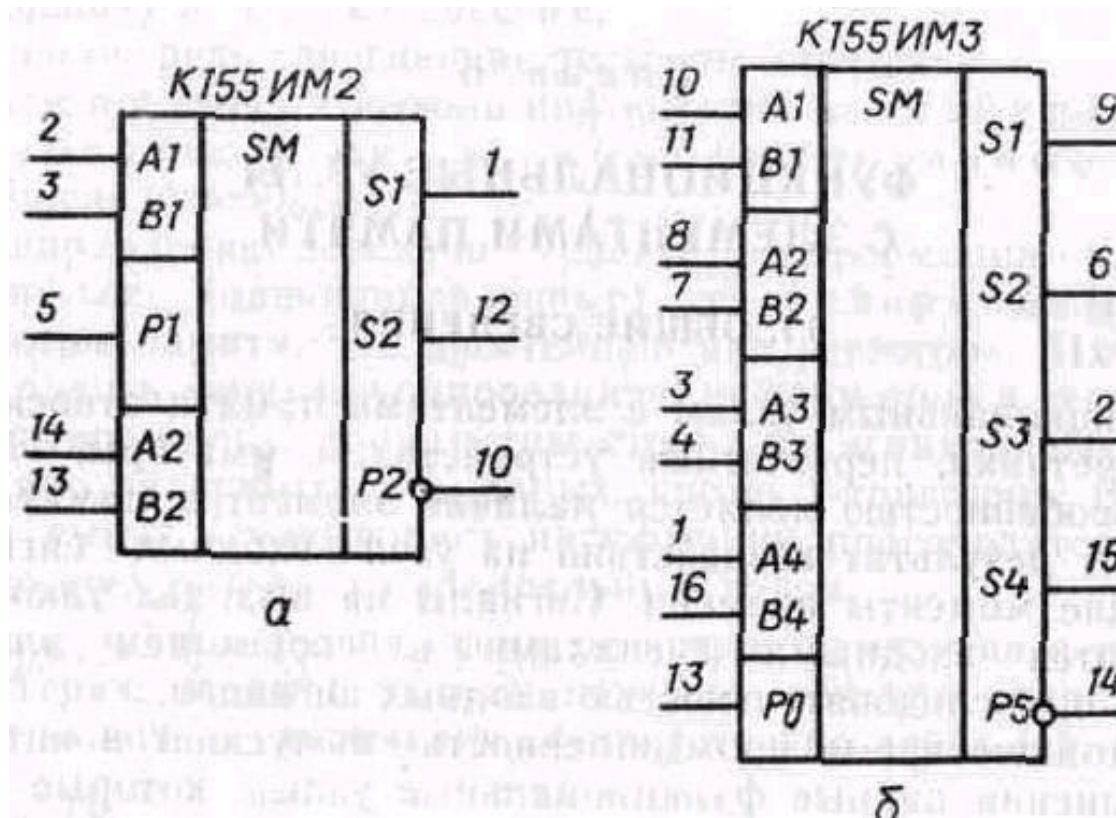 К155ИМ2
2 A1 SM S1 1
3 B1
5 P1 S2 12
14 A2
13 B2 P2 10
а
К155ИМ3
10 A1 SM S1 9
11 B1
8 A2 S2 6
7 B2
3 A3 S3 2
4 B3
1 A4 S4 15
16 B4
13 P0 P5 14
б